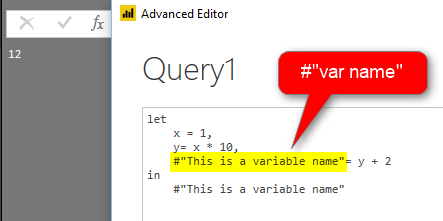 Advanced Editor
fx
12
Query1
#"var name"
let
x = 1,
y= x * 10,
#"This is a variable name"= y + 2
in
#"This is a variable name"